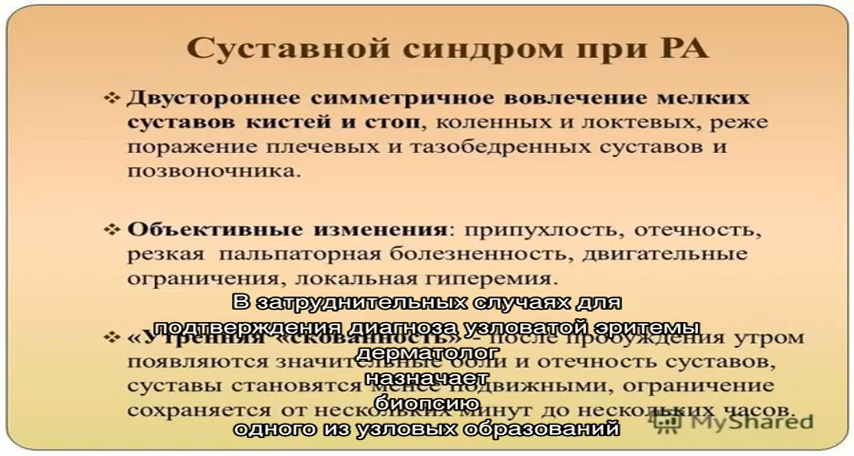 Суставной синдром при РА
❖ Двустороннее симметричное вовлечение мелких
суставов кистей и стоп, коленных и локтевых, реже
поражение плечевых и тазобедренных суставов и
позвоночника.
❖ Объективные изменения: припухлость, отечность,
резкая пальпаторная болезненность, двигательные
ограничения, локальная гиперемия.
❖ «Утренняя «скованность» - после пробуждения утром
появляются значительные боли и отечность суставов,
суставы становятся менее подвижными, ограничение
сохраняется от нескольких минут до нескольких часов.
В затруднительных случаях для
подтверждения диагноза узловатой эритемы
дерматолог
назначает
биопсию
одного из узловых образований
MyShared